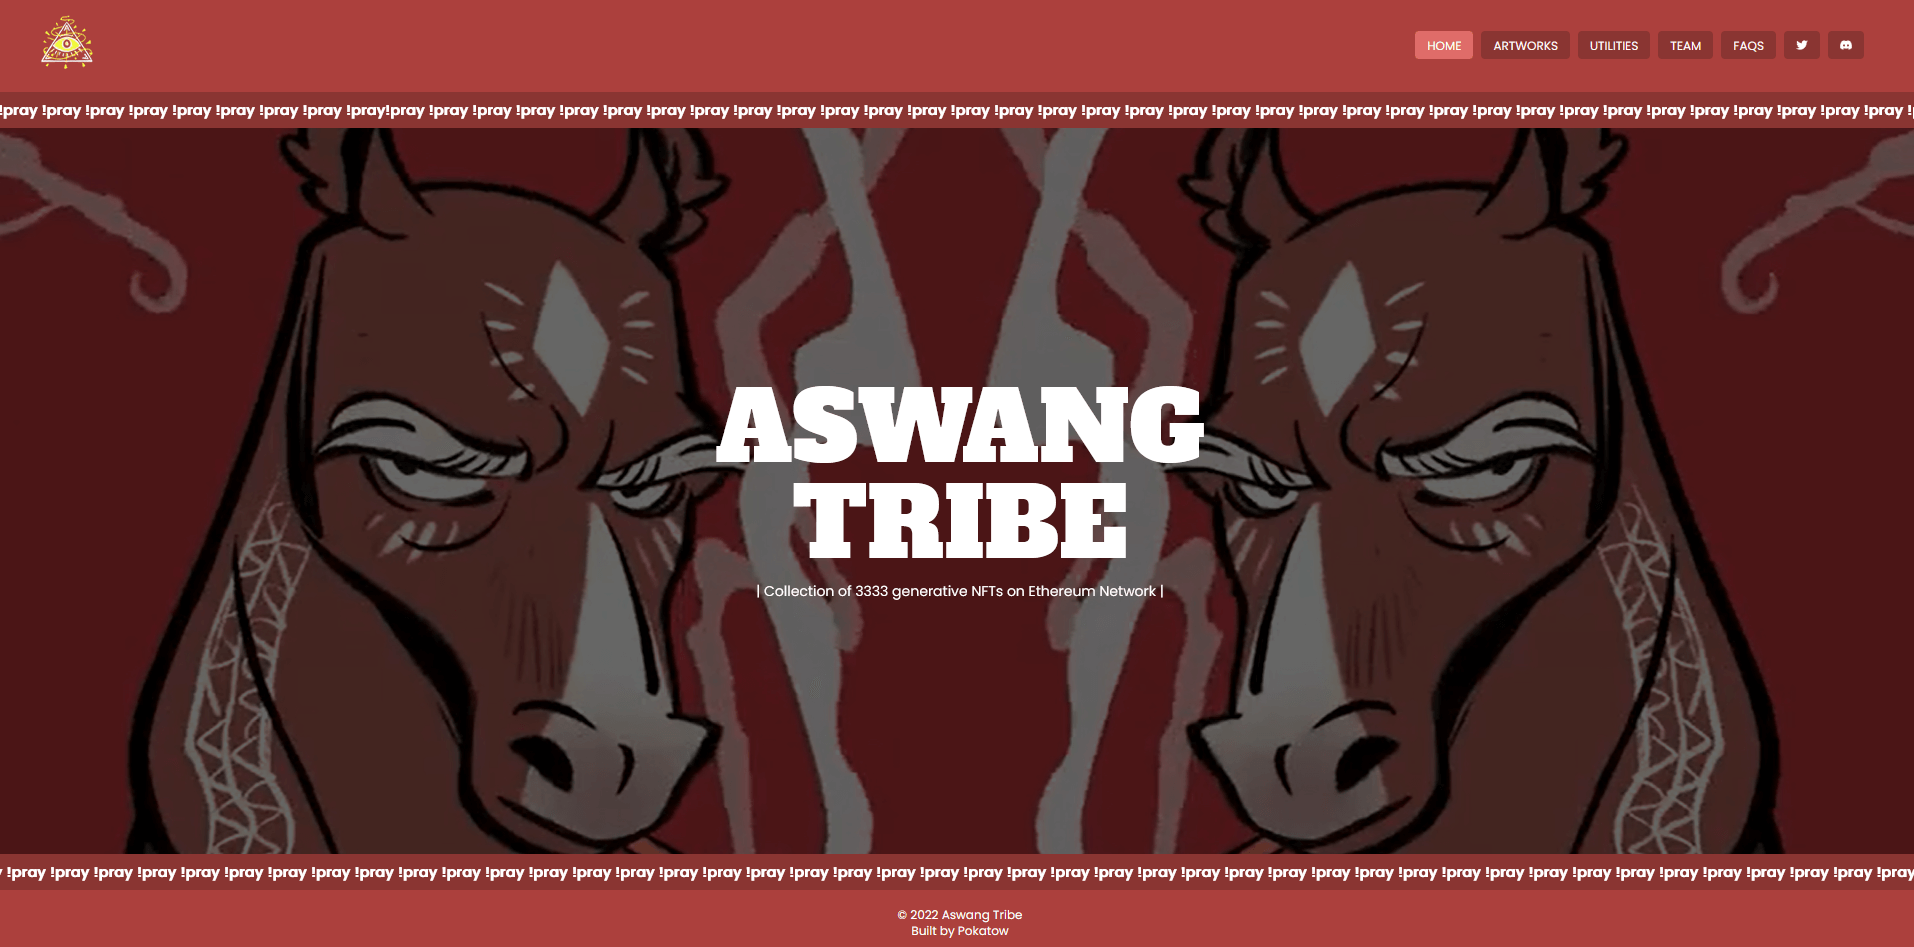 HOME ARTWORKS UTILITIES TEAM FAQS
!pray !pray !pray !pray !pray !pray !pray !pray !pray!pray !pray !pray !pray !pray !pray !pray !pray !pray !pray !pray !pray !pray !pray !pray !pray !pray !pray !pray !pray !pray !pray !pray !pray !pray !pray !pray !pray !pray !pray !pray !pray !pray !pray !pray
ASWANG
TRIBE
| Collection of 3333 generative NFTs on Ethereum Network |
!pray !pray !pray !pray !pray !pray !pray !pray !pray !pray !pray !pray !pray !pray !pray !pray !pray !pray !pray !pray !pray !pray !pray !pray !pray !pray !pray !pray !pray !pray !pray !pray !pray !pray !pray !pray !pray !pray !pray !pray !pray !pray !pray !pray
© 2022 Aswang Tribe
Built by Pokatow